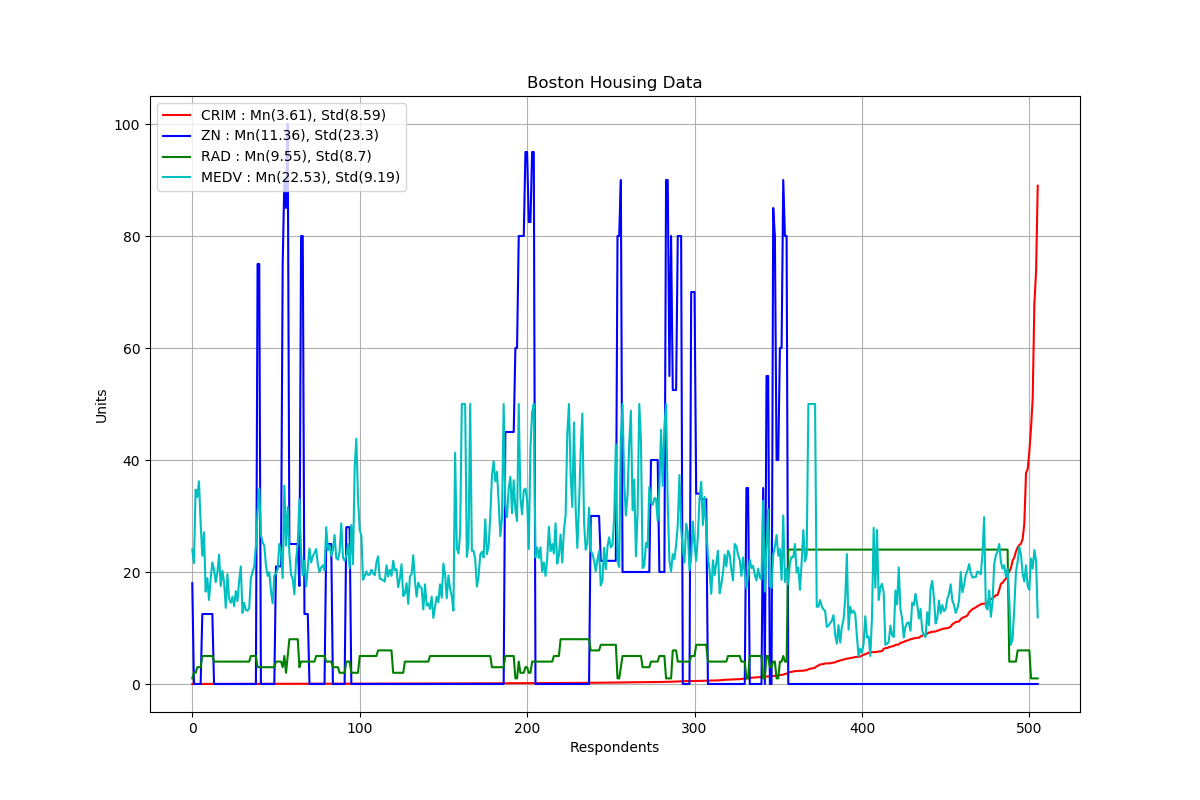 Boston Housing Data
CRIM : Mn(3.61), Std(8.59)
ZN : Mn(11.36), Std(23.3)
RAD : Mn(9.55), Std(8.7)
MEDV : Mn(22.53), Std(9.19)
100
80
60
40
20
0
Units
0 100 200 300 400 500
Respondents